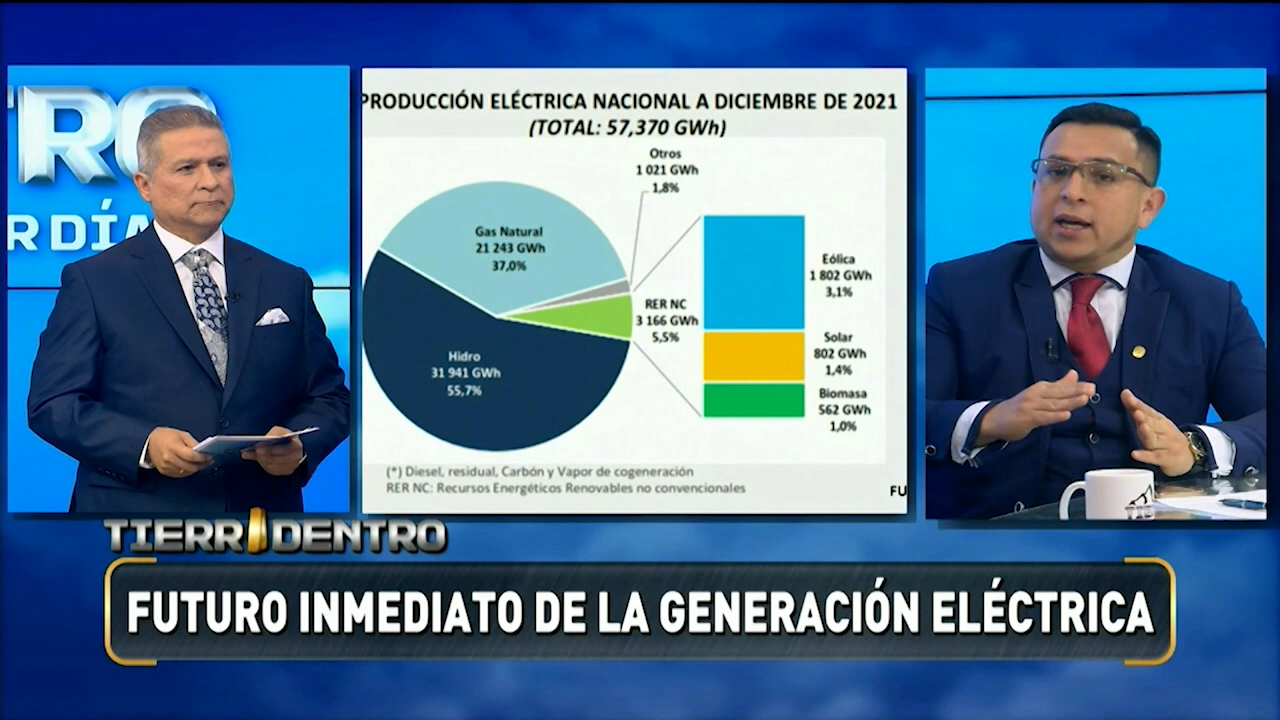 TRO
R DÍA
PRODUCCIÓN ELÉCTRICA NACIONAL A DICIEMBRE DE 2021
(TOTAL: 57,370 GWh)
Otros
1 021 GWh
1,8%
Gas Natural
21 243 GWh
37,0%
RER NC
3 166 GWh
5,5%
Hidro
31 941 GWh
55,7%
Eólica
1 802 GWh
3,1%
Solar
802 GWh
1,4%
Biomasa
562 GWh
1,0%
(*) Diesel, residual, Carbón y Vapor de cogeneración
RER NC: Recursos Energéticos Renovables no convencionales
FU
TIERRADENTRO
FUTURO INMEDIATO DE LA GENERACIÓN ELÉCTRICA